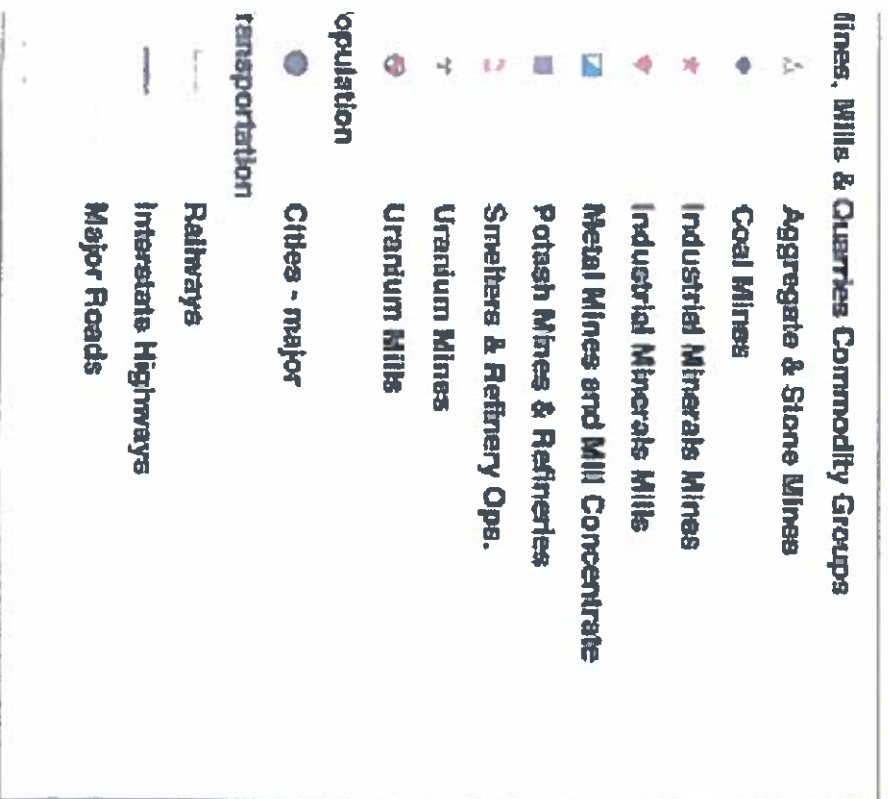 lines, Mills & Quarries Commodity Groups
Aggregate & Stone Mines
Coal Mines
Industrial Minerals Mines
Industrial Minerals Mills
Metal Mines and Mill Concentrate
Potash Mines & Refineries
Smelters & Refinery Ops.
Uranium Mines
Uranium Mills
opulation
Cities - major
ransportation
Railways
Interstate Highways
Major Roads